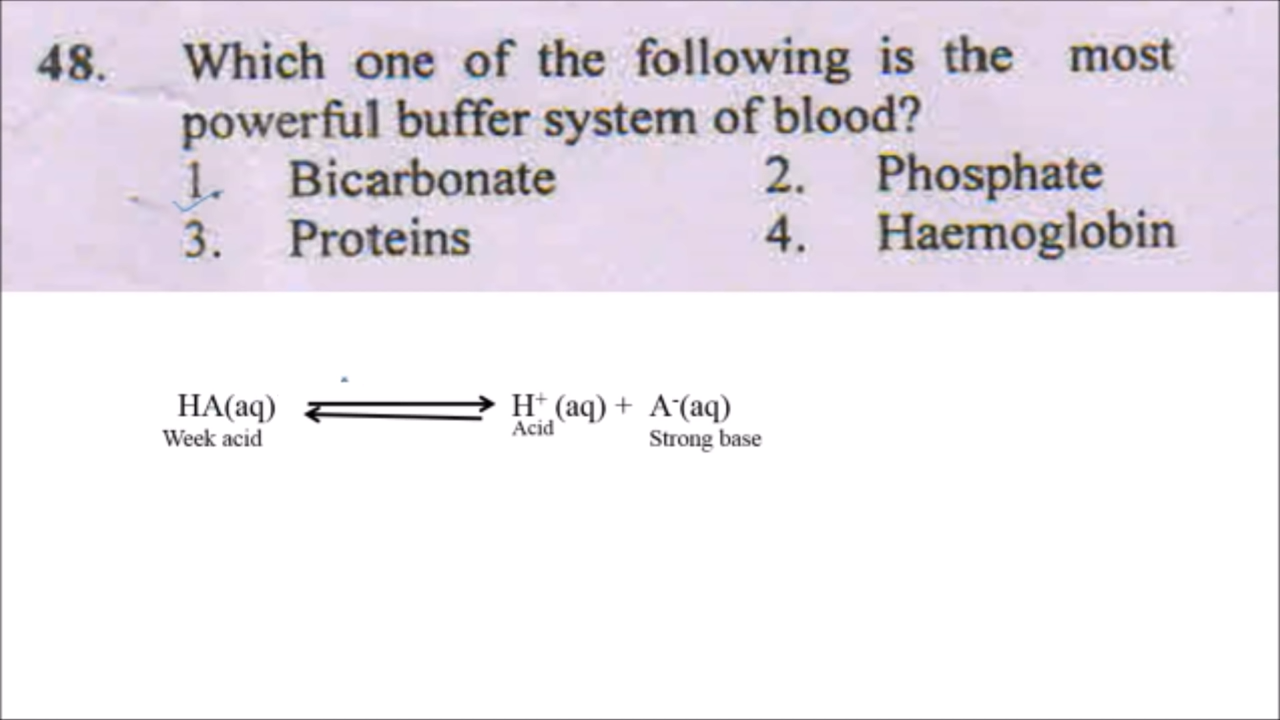 48. Which one of the following is the most
powerful buffer system of blood?
1. Bicarbonate 2. Phosphate
3. Proteins 4. Haemoglobin
HA(aq) ⇌ H⁺ (aq) + A⁻(aq)
Week acid Acid Strong base